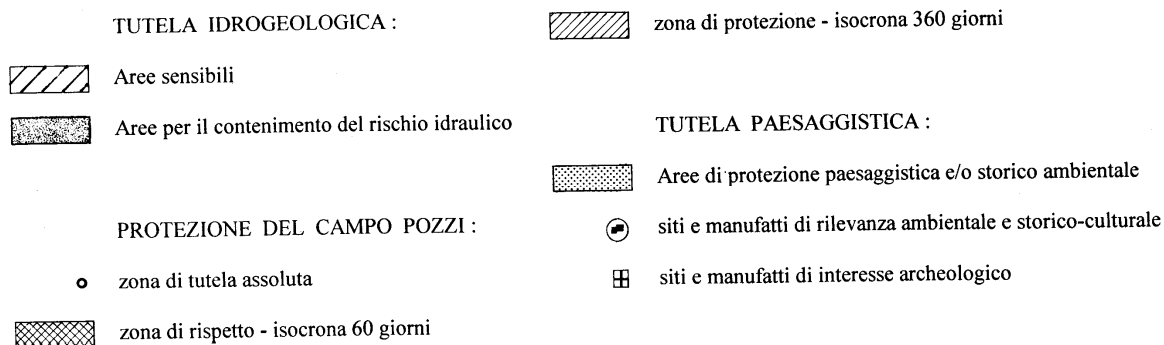 TUTELA IDROGEOLOGICA :
Aree sensibili
Aree per il contenimento del rischio idraulico
PROTEZIONE DEL CAMPO POZZI :
zona di tutela assoluta
zona di rispetto - isocrona 60 giorni
zona di protezione - isocrona 360 giorni
TUTELA PAESAGGISTICA :
Aree di protezione paesaggistica e/o storico ambientale
siti e manufatti di rilevanza ambientale e storico-culturale
siti e manufatti di interesse archeologico